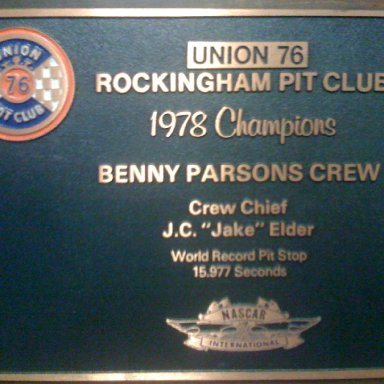 UNION
76
PIT CLUB
UNION 76
ROCKINGHAM PIT CLUB
1978 Champions
BENNY PARSONS CREW
Crew Chief
J.C. "Jake" Elder
World Record Pit Stop
15.977 Seconds
NASCAR
INTERNATIONAL